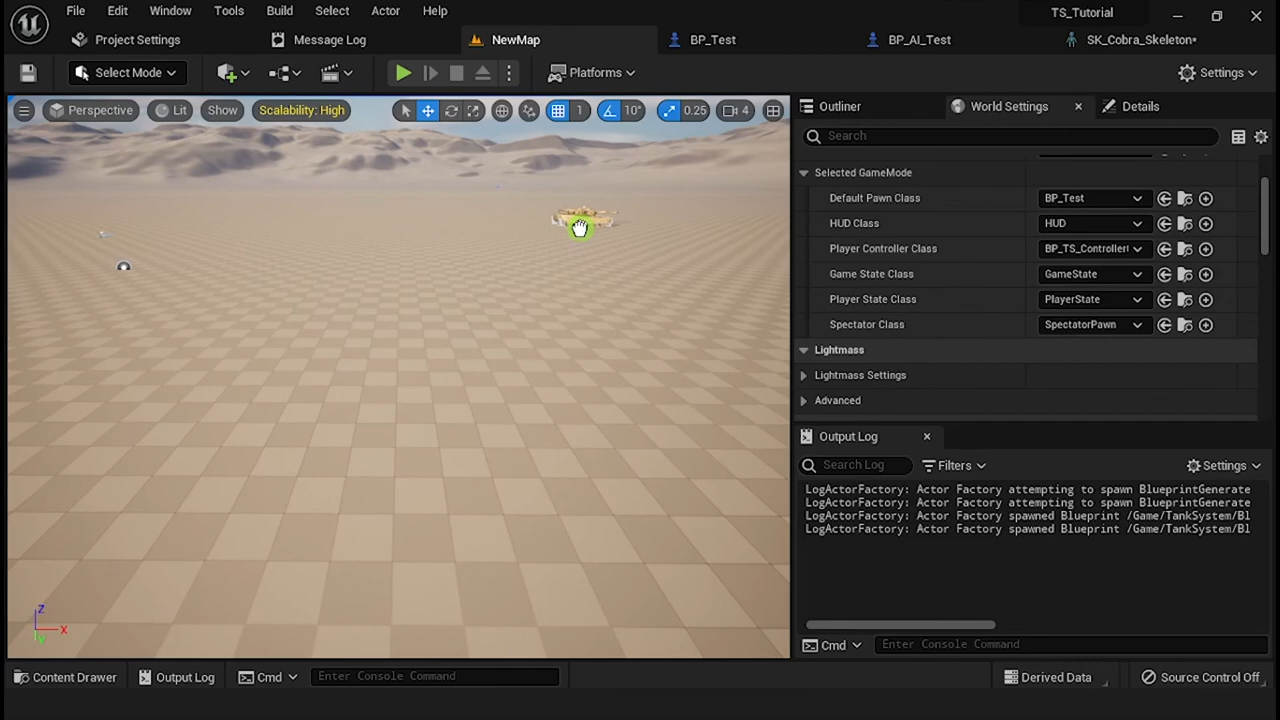 File Edit Window Tools Build Select Actor Help TS_Tutorial
Project Settings Message Log NewMap BP_Test BP_AI_Test SK_Cobra_Skeleton*
Select Mode Platforms Settings
Perspective Lit Show Scalability: High 1 10° 0.25 4
Outliner World Settings Details
Search
Selected GameMode
Default Pawn Class BP_Test
HUD Class HUD
Player Controller Class BP_TS_Controller
Game State Class GameState
Player State Class PlayerState
Spectator Class SpectatorPawn
Lightmass
Lightmass Settings
Advanced
Output Log
Search Log Filters Settings
LogActorFactory: Actor Factory attempting to spawn BlueprintGenerate
LogActorFactory: Actor Factory attempting to spawn BlueprintGenerate
LogActorFactory: Actor Factory spawned Blueprint /Game/TankSystem/Bl
LogActorFactory: Actor Factory spawned Blueprint /Game/TankSystem/Bl
Z
X
Y
Cmd Enter Console Command
Content Drawer Output Log Cmd Enter Console Command Derived Data Source Control Off